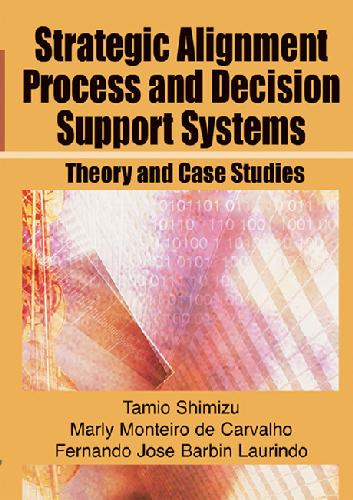 Strategic Alignment
Process and Decision
Support Systems
Theory and Case Studies
Tamio Shimizu
Marly Monteiro de Carvalho
Fernando Jose Barbin Laurindo